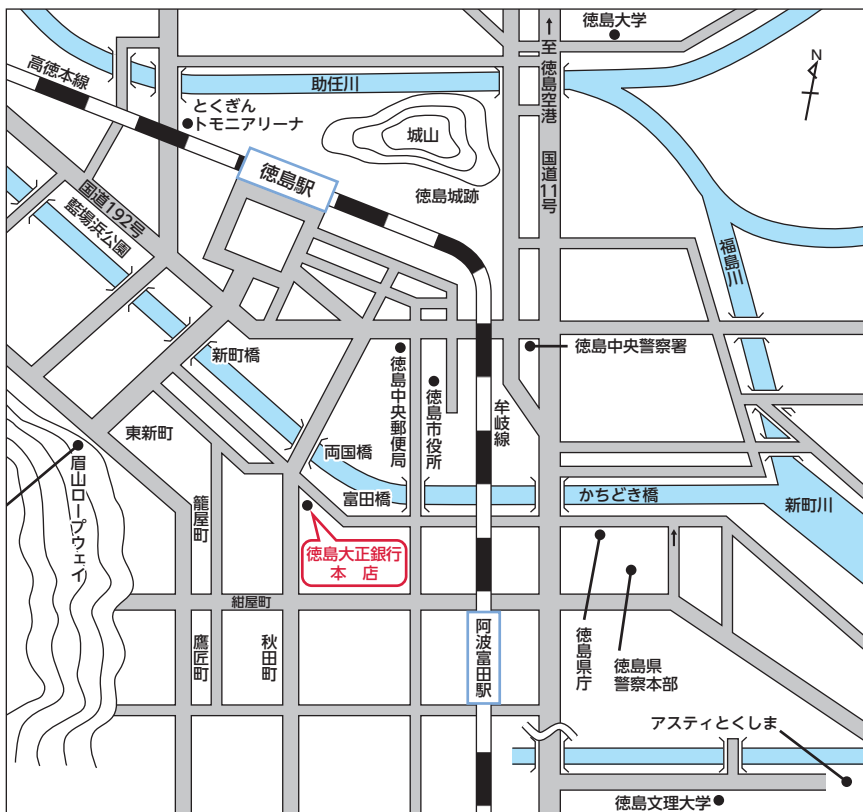 徳島大学
N
至徳島空港
高徳本線
助任川
とくぎん
トモニアリーナ
城山
国道11号
徳島駅
徳島城跡
国道192号
藍場浜公園
福島川
新町橋
徳島中央郵便局
徳島市役所
牟岐線
徳島中央警察署
東新町
両国橋
眉山ロープウェイ
籠屋町
富田橋
かちどき橋
新町川
徳島大正銀行
本 店
紺屋町
鷹匠町
秋田町
阿波富田駅
徳島県庁
徳島県
警察本部
アスティとくしま
徳島文理大学